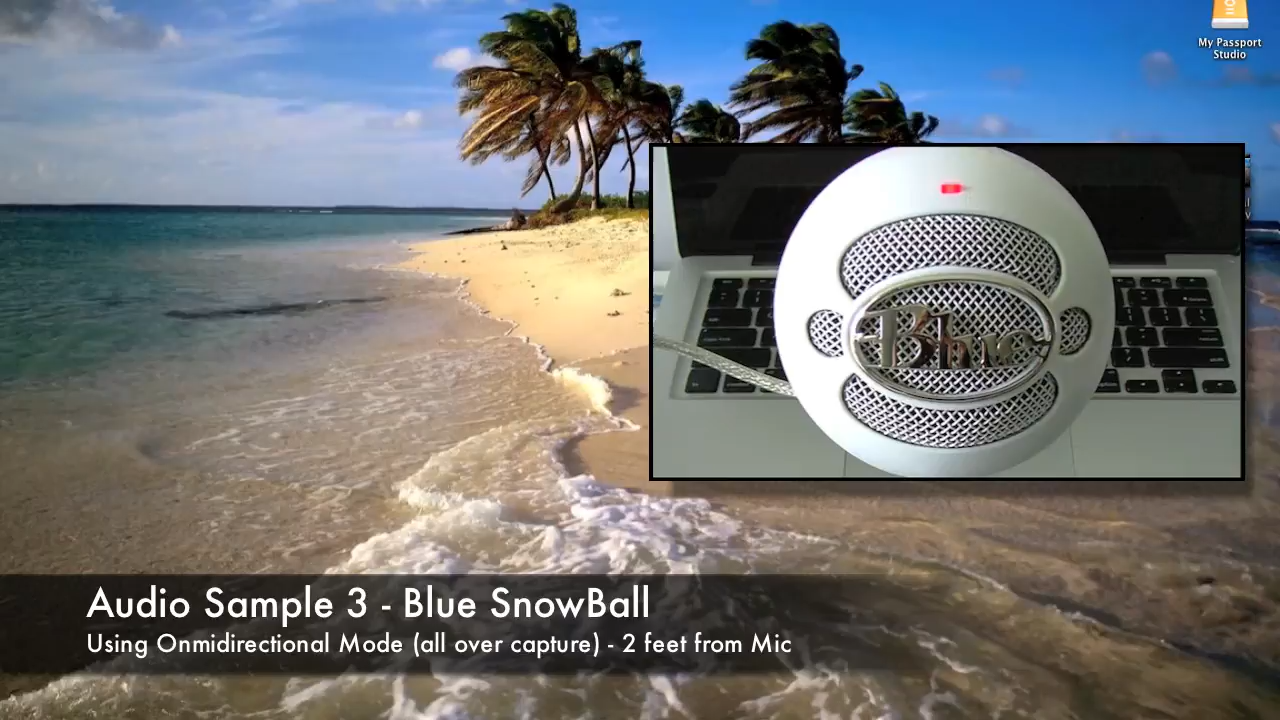 My Passport
Studio
Blue
Audio Sample 3 - Blue SnowBall
Using Onmidirectional Mode (all over capture) - 2 feet from Mic